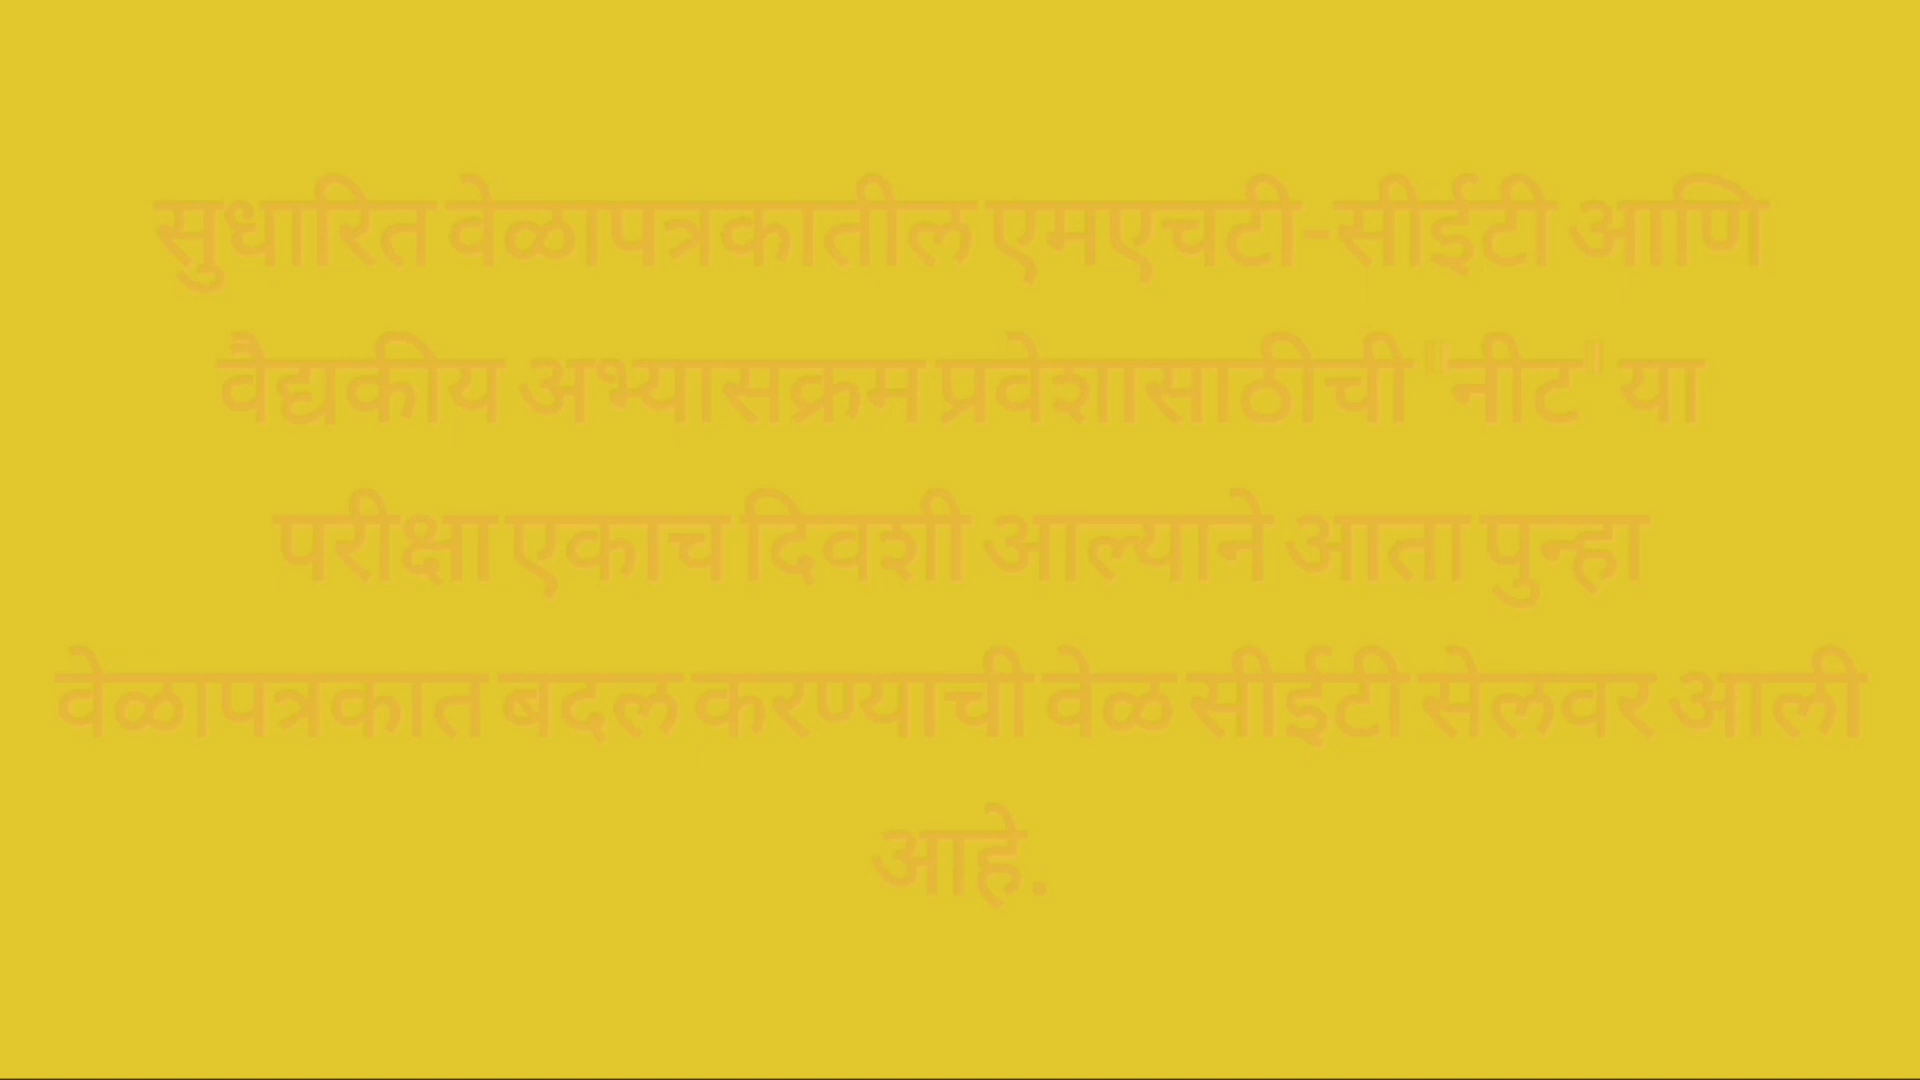 सुधारित वेळापत्रकातील एमएचटी-सीईटी आणि
वैद्यकीय अभ्यासक्रम प्रवेशासाठीची "नीट" या
परीक्षा एकाच दिवशी आल्याने आता पुन्हा
वेळापत्रकात बदल करण्याची वेळ सीईटी सेलवर आली
आहे.